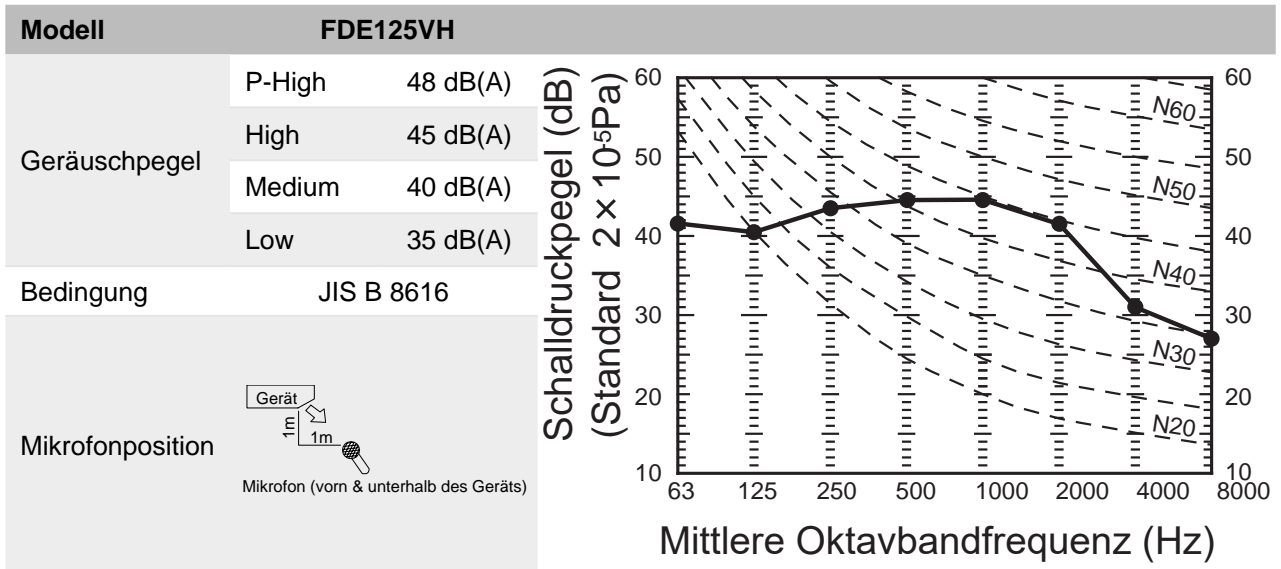 Modell FDE125VH
Geräuschpegel
P-High 48 dB(A)
High 45 dB(A)
Medium 40 dB(A)
Low 35 dB(A)
Bedingung JIS B 8616
Mikrofonposition
Gerät
1m
1m
Mikrofon (vorn & unterhalb des Geräts)
Schalldruckpegel (dB)
(Standard 2×10-5Pa)
60
50
40
30
20
10
N60
N50
N40
N30
N20
60
50
40
30
20
10
63 125 250 500 1000 2000 4000 8000
Mittlere Oktavbandfrequenz (Hz)